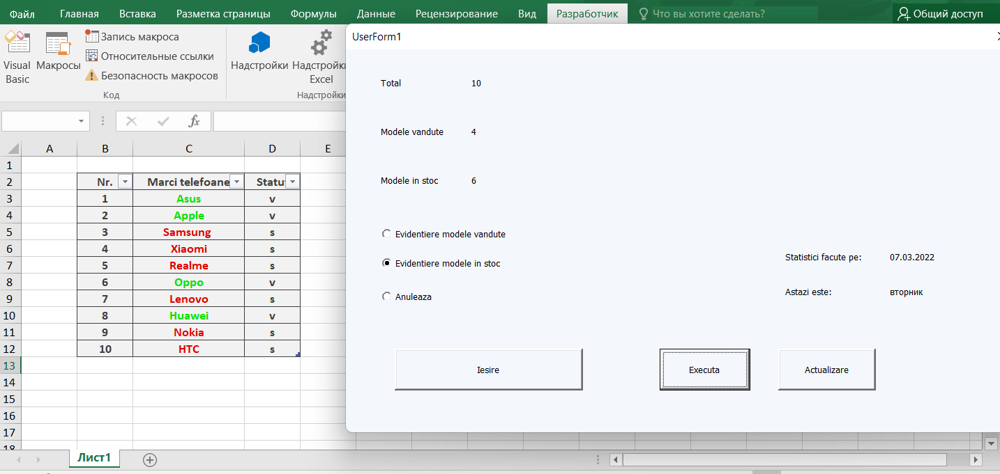 Файл Главная Вставка Разметка страницы Формулы Данные Рецензирование Вид Разработчик Что вы хотите сделать? Общий доступ
Visual Basic
Макросы
Запись макроса
Относительные ссылки
Безопасность макросов
Код
Надстройки
Надстройки Excel
Надстройки
fx
UserForm1
Total 10
Modele vandute 4
Modele in stoc 6
Evidentiere modele vandute
Evidentiere modele in stoc
Anuleaza
Statistici facute pe: 07.03.2022
Astazi este: вторник
Iesire Executa Actualizare
A B C D E
1
2 Nr. Marci telefoane Statut
3 1 Asus v
4 2 Apple v
5 3 Samsung s
6 4 Xiaomi s
7 5 Realme s
8 6 Oppo v
9 7 Lenovo s
10 8 Huawei v
11 9 Nokia s
12 10 HTC s
13
14
15
16
17
18
Лист1